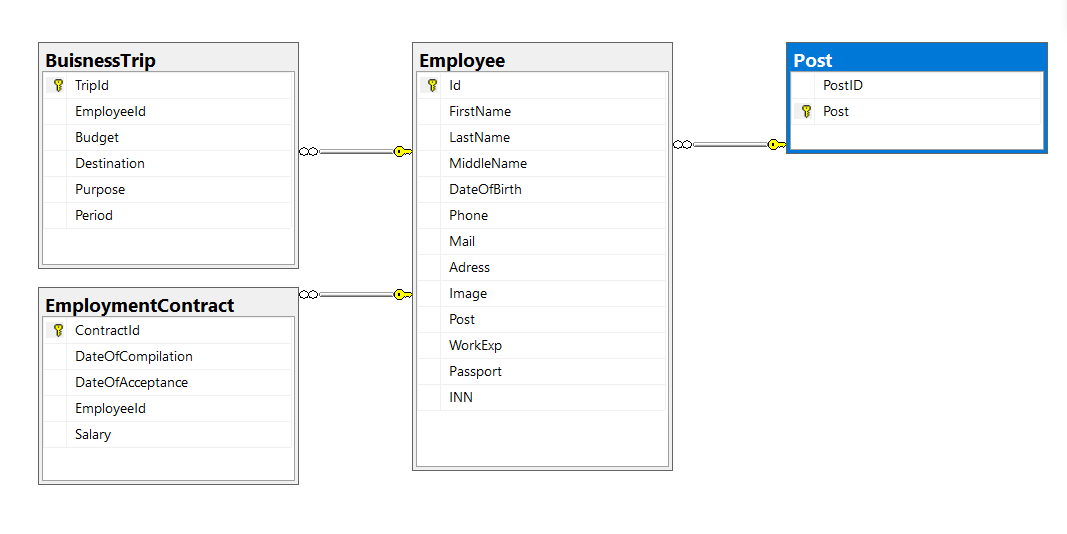 BuisnessTrip
TripId
EmployeeId
Budget
Destination
Purpose
Period
EmploymentContract
ContractId
DateOfCompilation
DateOfAcceptance
EmployeeId
Salary
Employee
Id
FirstName
LastName
MiddleName
DateOfBirth
Phone
Mail
Adress
Image
Post
WorkExp
Passport
INN
Post
PostID
Post